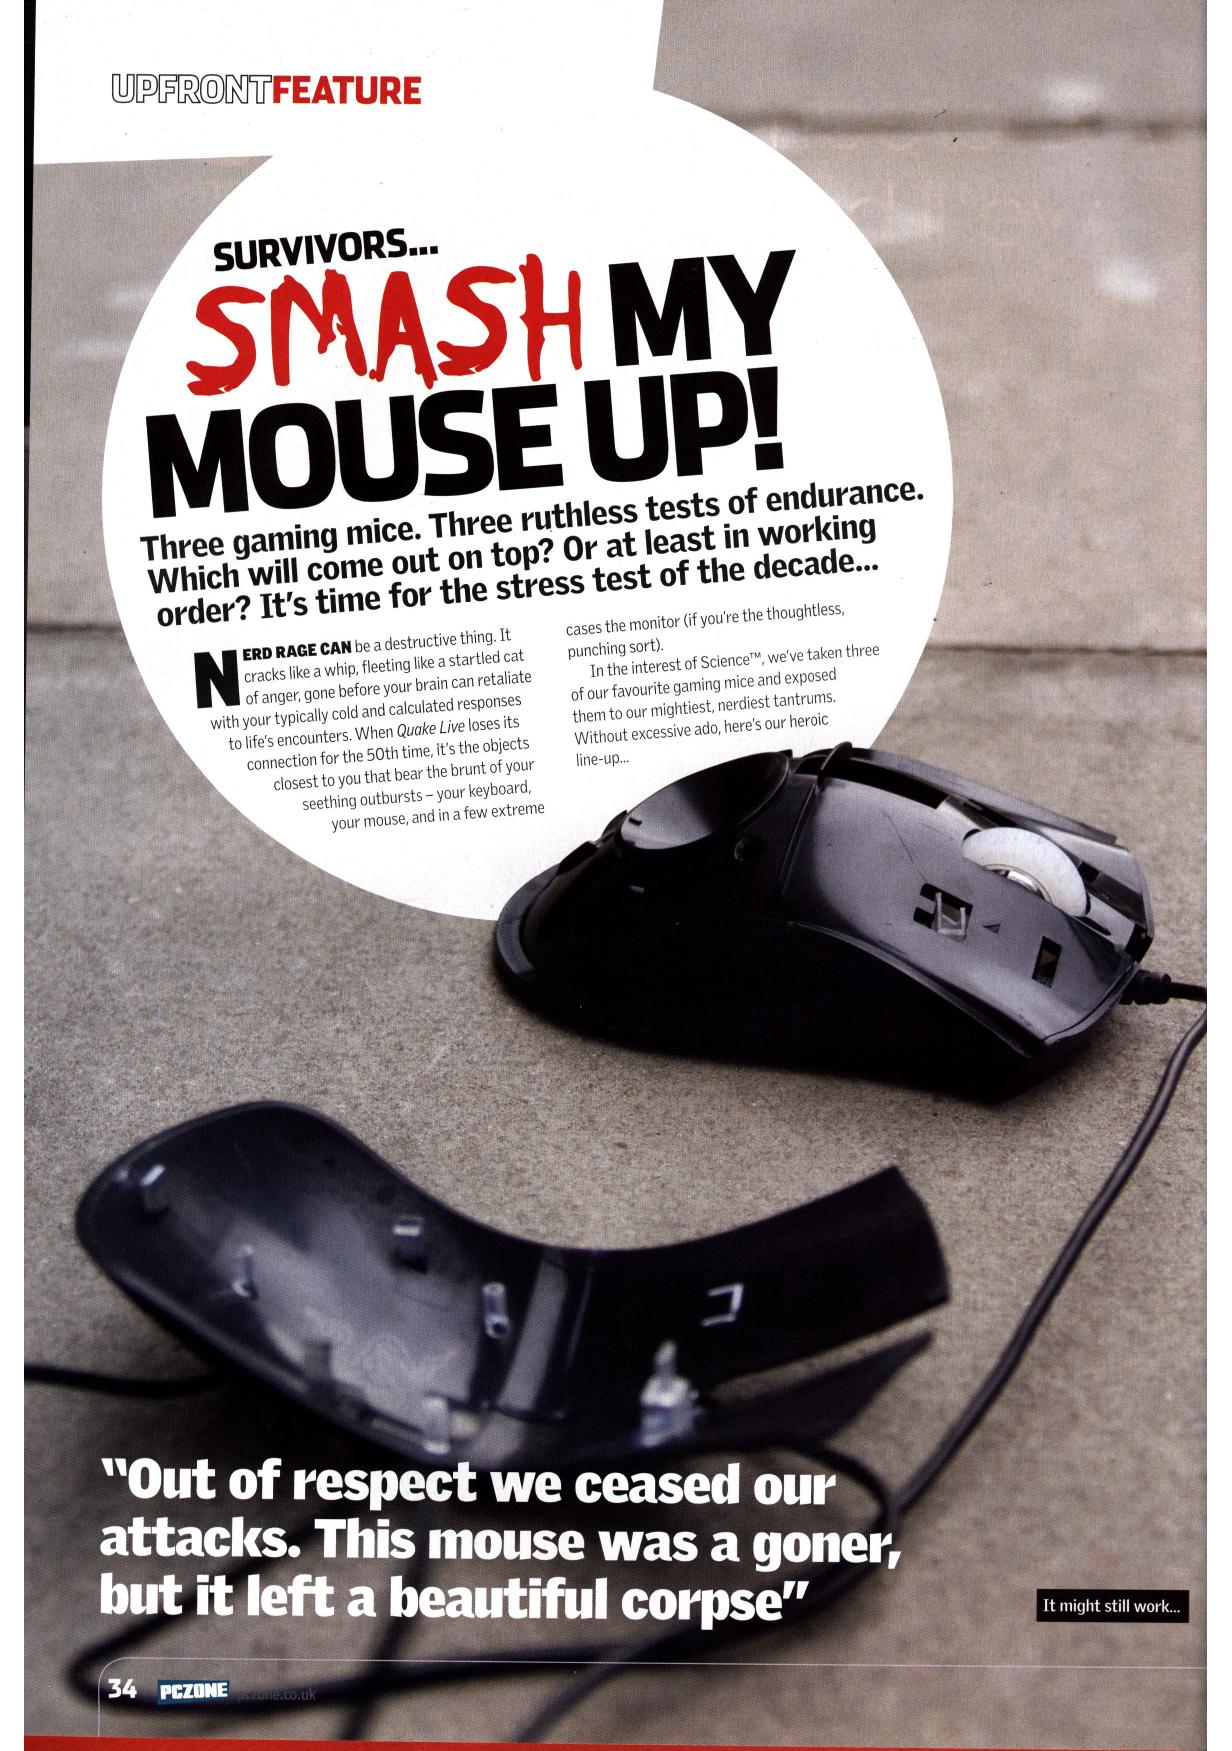 UPFRONTFEATURE
SURVIVORS...
SMASH MY
MOUSE UP!
Three gaming mice. Three ruthless tests of endurance.
Which will come out on top? Or at least in working
order? It's time for the stress test of the decade...
NERD RAGE CAN be a destructive thing. It
cracks like a whip, fleeting like a startled cat
of anger, gone before your brain can retaliate
with your typically cold and calculated responses
to life's encounters. When Quake Live loses its
connection for the 50th time, it's the objects
closest to you that bear the brunt of your
seething outbursts – your keyboard,
your mouse, and in a few extreme
cases the monitor (if you're the thoughtless,
punching sort).
In the interest of Science™, we've taken three
of our favourite gaming mice and exposed
them to our mightiest, nerdiest tantrums.
Without excessive ado, here's our heroic
line-up...
"Out of respect we ceased our
attacks. This mouse was a goner,
but it left a beautiful corpse"
It might still work...
34 PCZONE pczone.co.uk